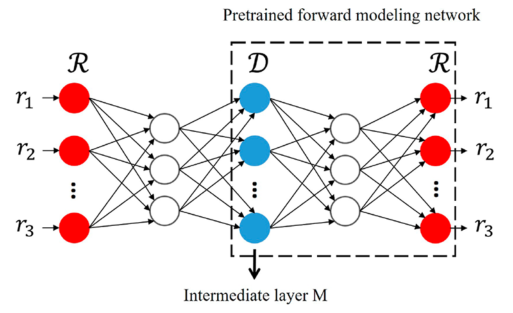 Pretrained forward modeling network
ℛ 𝒟 ℛ
r₁ r₁
r₂ r₂
r₃ r₃
Intermediate layer M